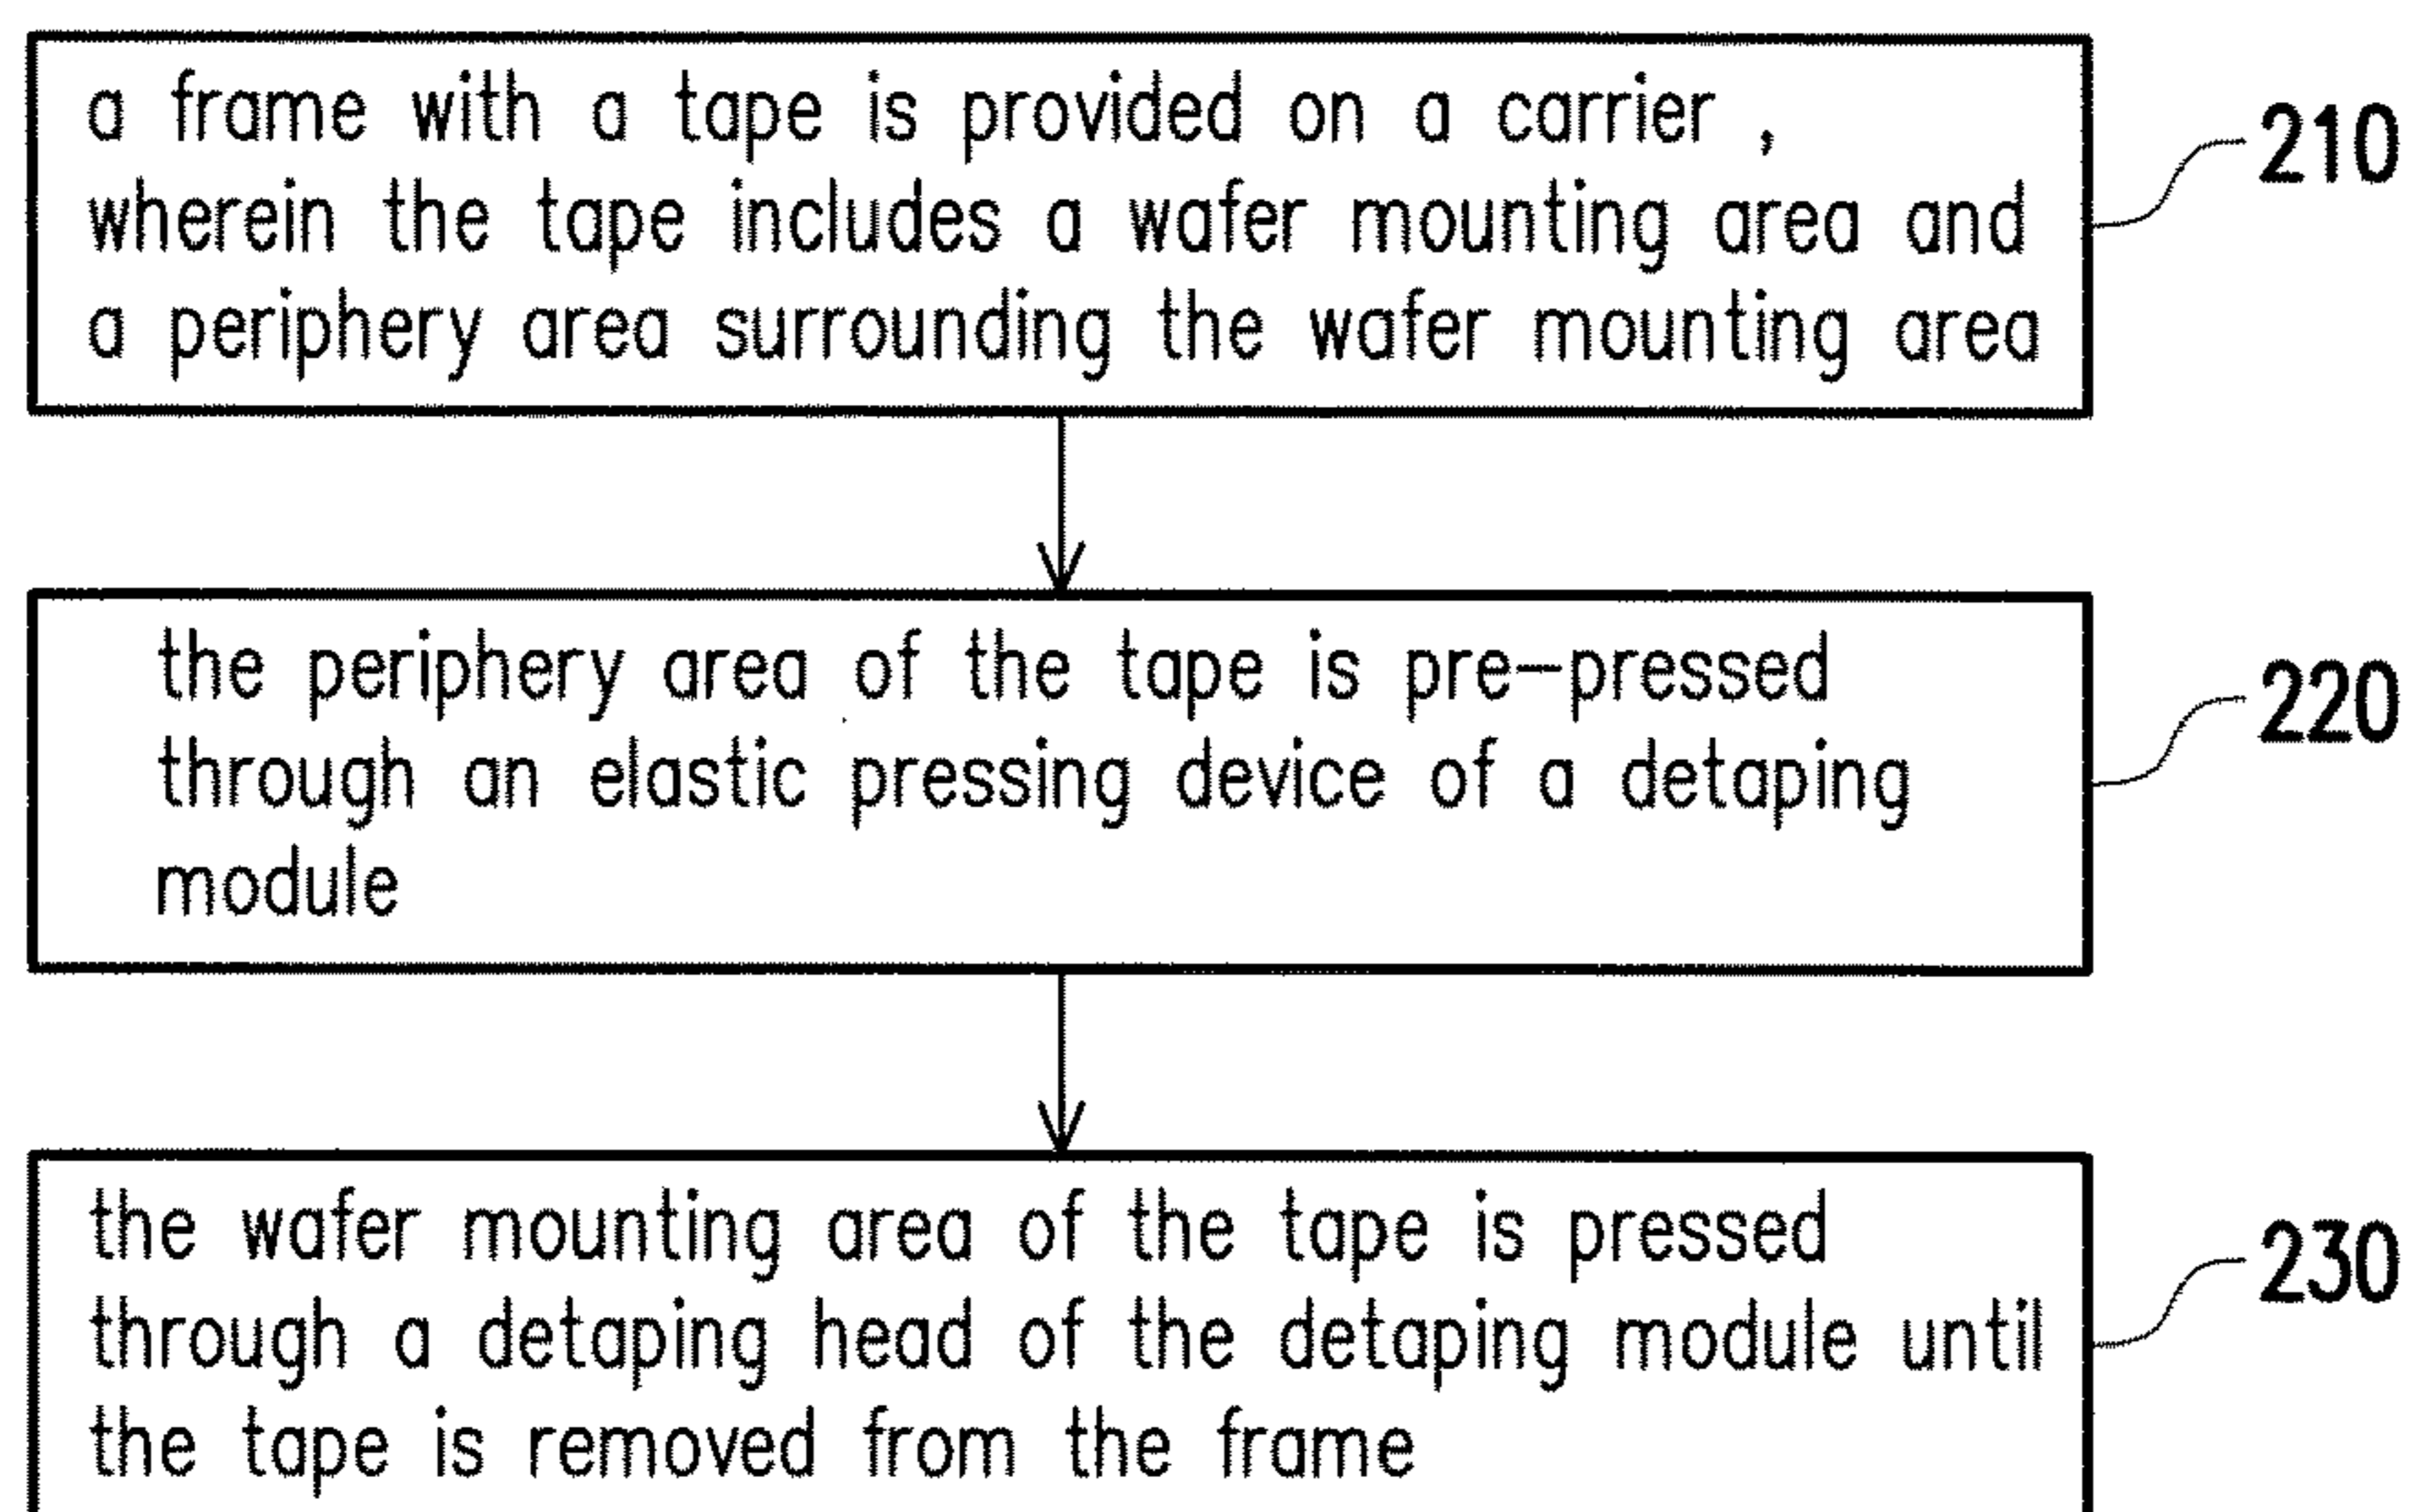 a frame with a tape is provided on a carrier ,
wherein the tape includes a wafer mounting area and
a periphery area surrounding the wafer mounting area
210
the periphery area of the tape is pre-pressed
through an elastic pressing device of a detaping
module
220
the wafer mounting area of the tape is pressed
through a detaping head of the detaping module until
the tape is removed from the frame
230